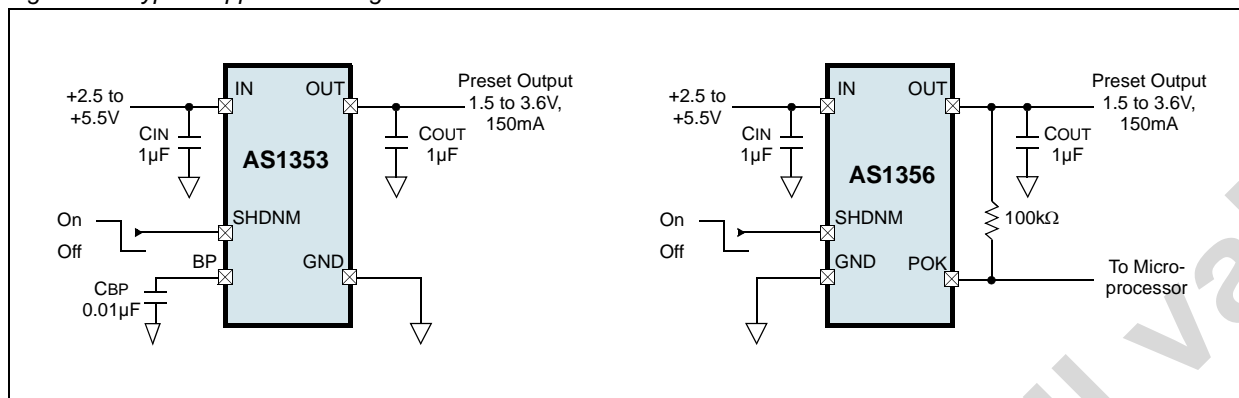 +2.5 to
+5.5V
CIN
1µF
IN
OUT
AS1353
Preset Output
1.5 to 3.6V,
150mA
COUT
1µF
On
Off
SHDNM
BP
GND
CBP
0.01µF
+2.5 to
+5.5V
CIN
1µF
IN
OUT
AS1356
Preset Output
1.5 to 3.6V,
150mA
COUT
1µF
100kΩ
On
Off
SHDNM
GND
POK
To Micro-
processor